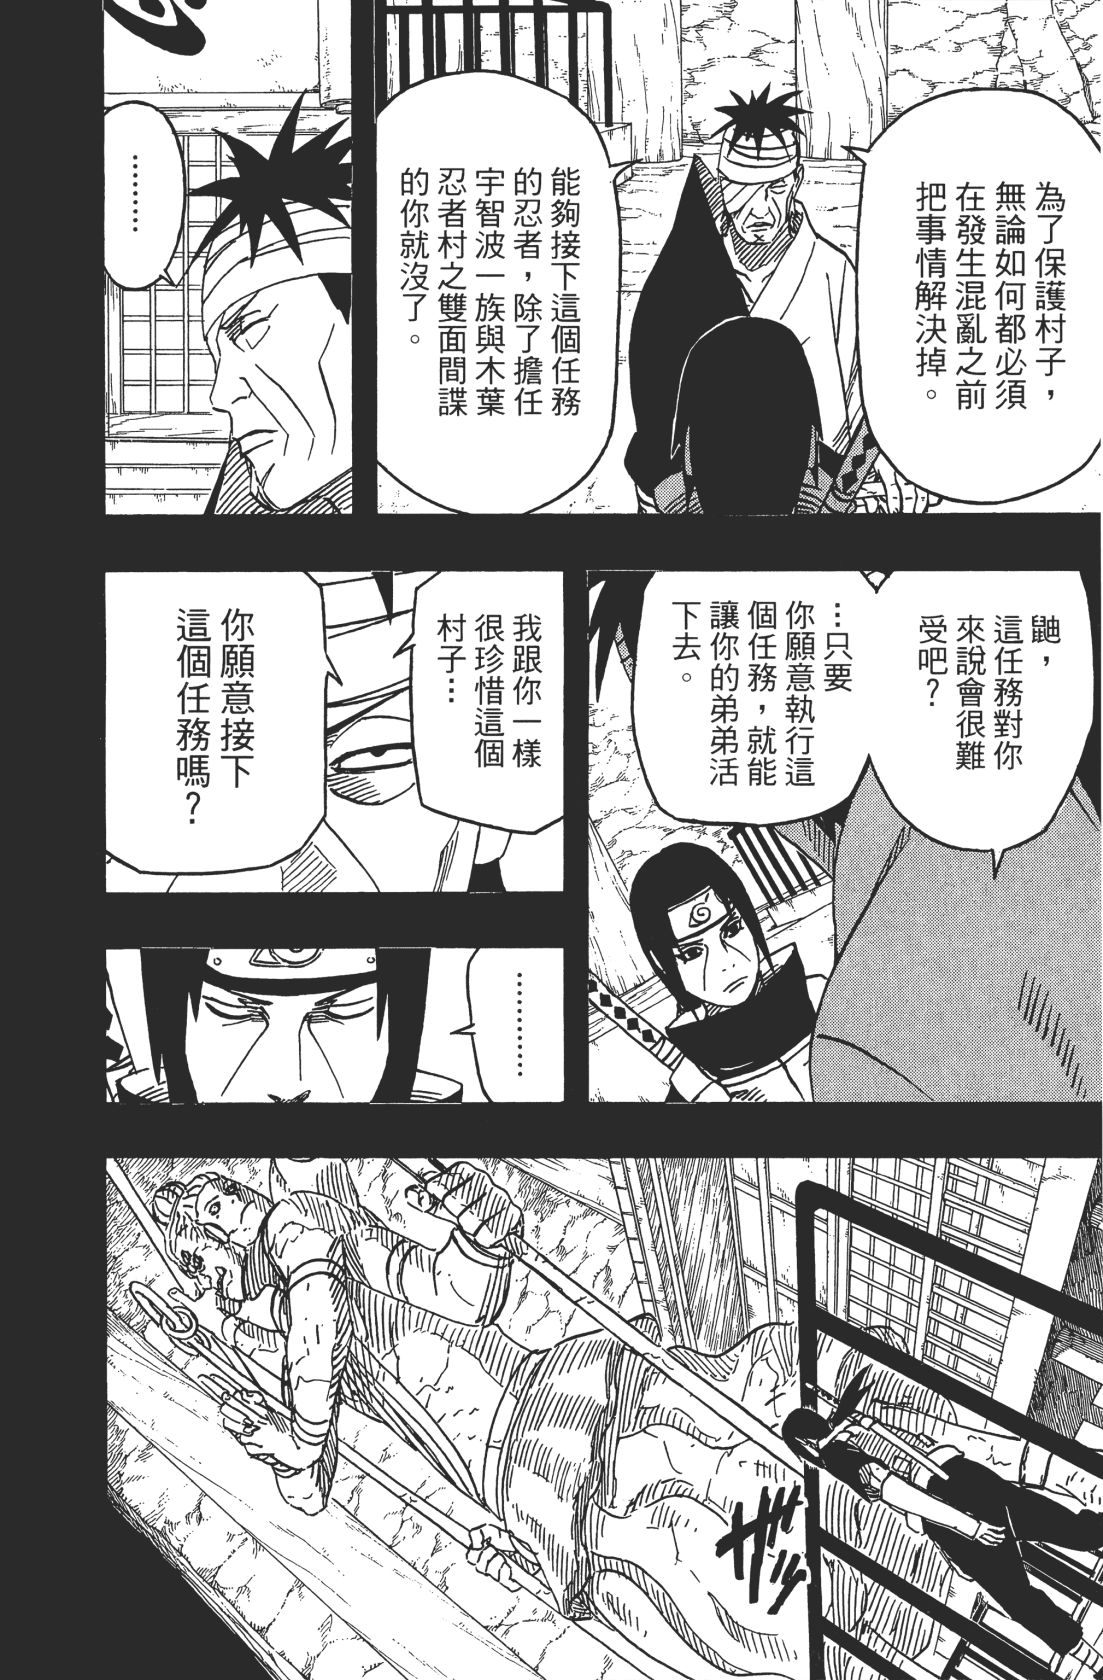 為了保護村子，
無論如何都必須
在發生混亂之前
把事情解決掉。
能夠接下這個任務
的忍者，除了擔任
宇智波一族與木葉
忍者村之雙面間諜
的你就沒了。
………
鼬，
這任務對你
來說會很難
受吧？
…只要
你願意執行這
個任務，就能
讓你的弟弟活
下去。
我跟你一樣
很珍惜這個
村子…
你願意接下
這個任務嗎？
………
ザッ